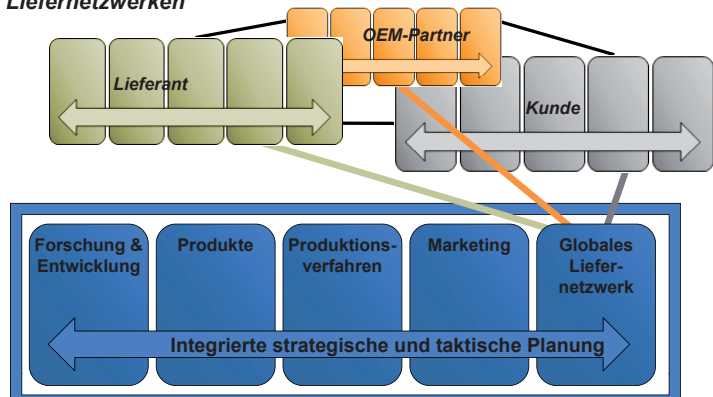 Liefernetzwerken
OEM-Partner
Lieferant
Kunde
Forschung &
Entwicklung
Produkte
Produktions-
verfahren
Marketing
Globales
Liefer-
netzwerk
Integrierte strategische und taktische Planung